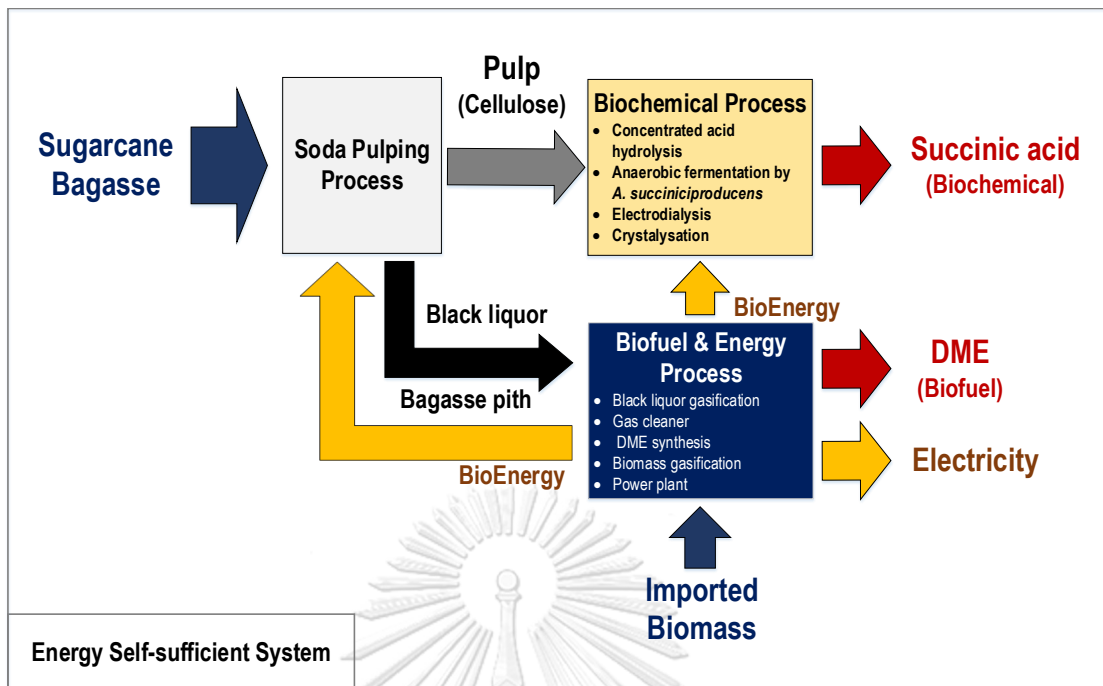 Sugarcane
Bagasse
Soda Pulping
Process
Pulp
(Cellulose)
Biochemical Process
• Concentrated acid
hydrolysis
• Anaerobic fermentation by
A. succiniciproducens
• Electrodialysis
• Crystalysation
Succinic acid
(Biochemical)
Black liquor
Bagasse pith
BioEnergy
BioEnergy
Biofuel & Energy
Process
• Black liquor gasification
• Gas cleaner
• DME synthesis
• Biomass gasification
• Power plant
DME
(Biofuel)
Electricity
Imported
Biomass
Energy Self-sufficient System